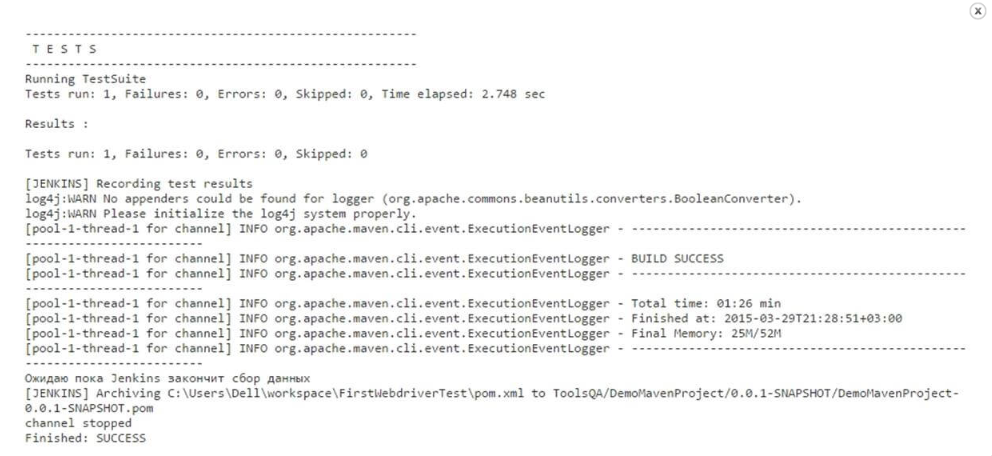 x
----------------------------------------------------
T E S T S
----------------------------------------------------
Running TestSuite
Tests run: 1, Failures: 0, Errors: 0, Skipped: 0, Time elapsed: 2.748 sec
Results :
Tests run: 1, Failures: 0, Errors: 0, Skipped: 0
[JENKINS] Recording test results
log4j:WARN No appenders could be found for logger (org.apache.commons.beanutils.converters.BooleanConverter).
log4j:WARN Please initialize the log4j system properly.
[pool-1-thread-1 for channel] INFO org.apache.maven.cli.event.ExecutionEventLogger - ---------------------------------------------
------------------------
[pool-1-thread-1 for channel] INFO org.apache.maven.cli.event.ExecutionEventLogger - BUILD SUCCESS
[pool-1-thread-1 for channel] INFO org.apache.maven.cli.event.ExecutionEventLogger - ---------------------------------------------
------------------------
[pool-1-thread-1 for channel] INFO org.apache.maven.cli.event.ExecutionEventLogger - Total time: 01:26 min
[pool-1-thread-1 for channel] INFO org.apache.maven.cli.event.ExecutionEventLogger - Finished at: 2015-03-29T21:28:51+03:00
[pool-1-thread-1 for channel] INFO org.apache.maven.cli.event.ExecutionEventLogger - Final Memory: 25M/52M
[pool-1-thread-1 for channel] INFO org.apache.maven.cli.event.ExecutionEventLogger - ---------------------------------------------
------------------------
Ожидаю пока Jenkins закончит сбор данных
[JENKINS] Archiving C:\Users\Dell\workspace\FirstWebdriverTest\pom.xml to ToolsQA/DemoMavenProject/0.0.1-SNAPSHOT/DemoMavenProject-
0.0.1-SNAPSHOT.pom
channel stopped
Finished: SUCCESS